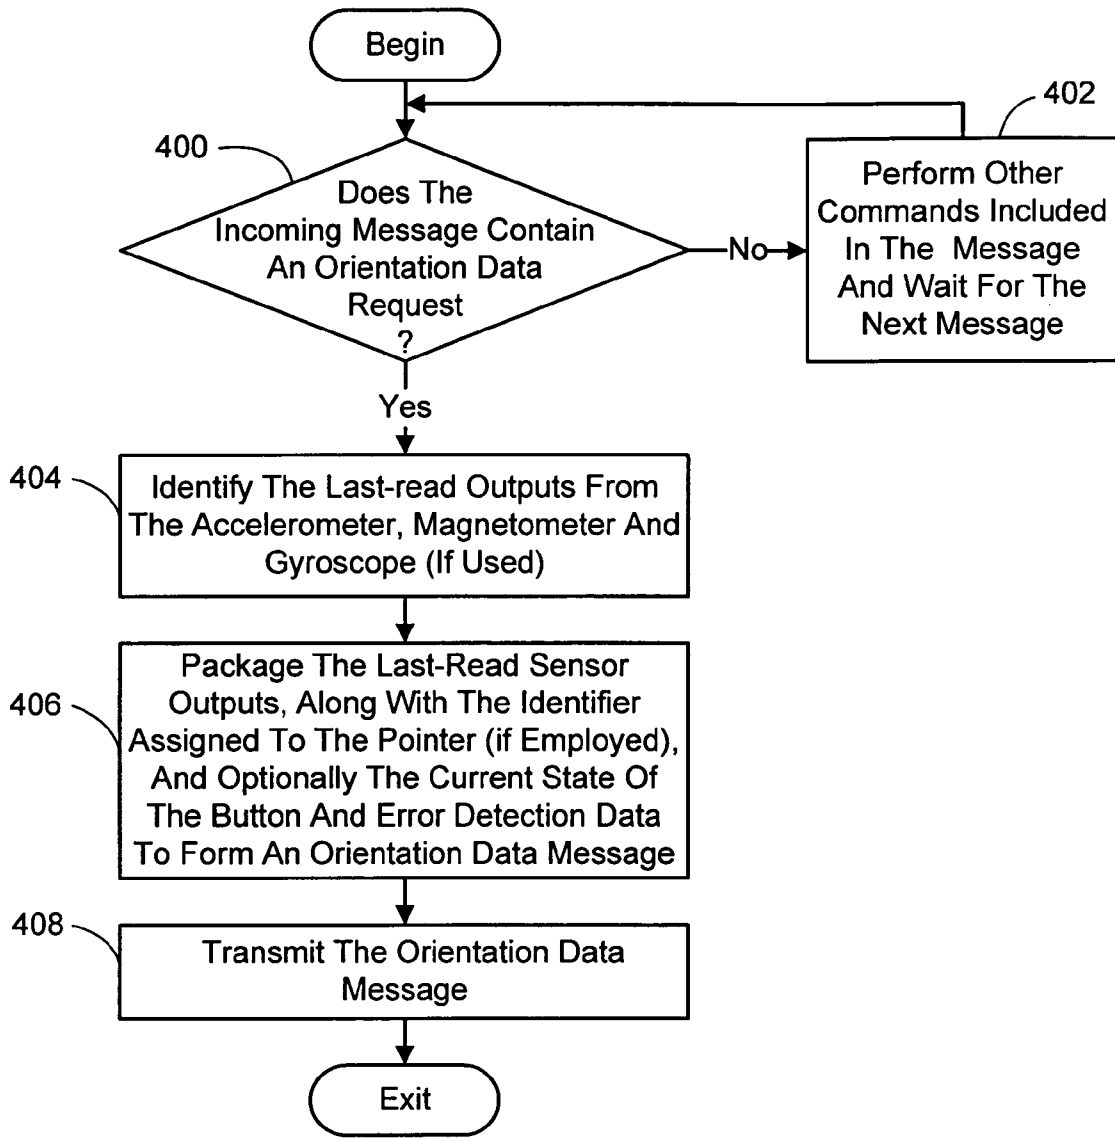 Begin
402
400
Does The
Incoming Message Contain
An Orientation Data
Request
?
No
Perform Other
Commands Included
In The Message
And Wait For The
Next Message
Yes
404
Identify The Last-read Outputs From
The Accelerometer, Magnetometer And
Gyroscope (If Used)
406
Package The Last-Read Sensor
Outputs, Along With The Identifier
Assigned To The Pointer (if Employed),
And Optionally The Current State Of
The Button And Error Detection Data
To Form An Orientation Data Message
408
Transmit The Orientation Data
Message
Exit